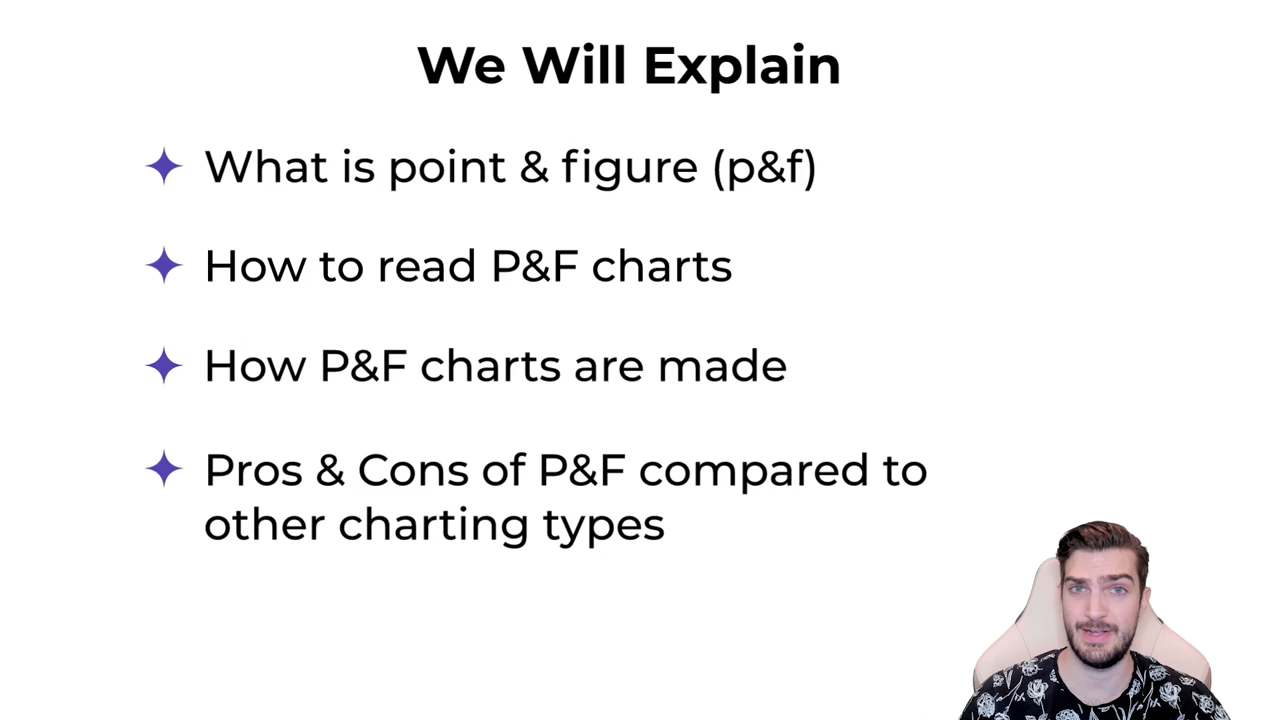 We Will Explain
What is point & figure (p&f)
How to read P&F charts
How P&F charts are made
Pros & Cons of P&F compared to
other charting types